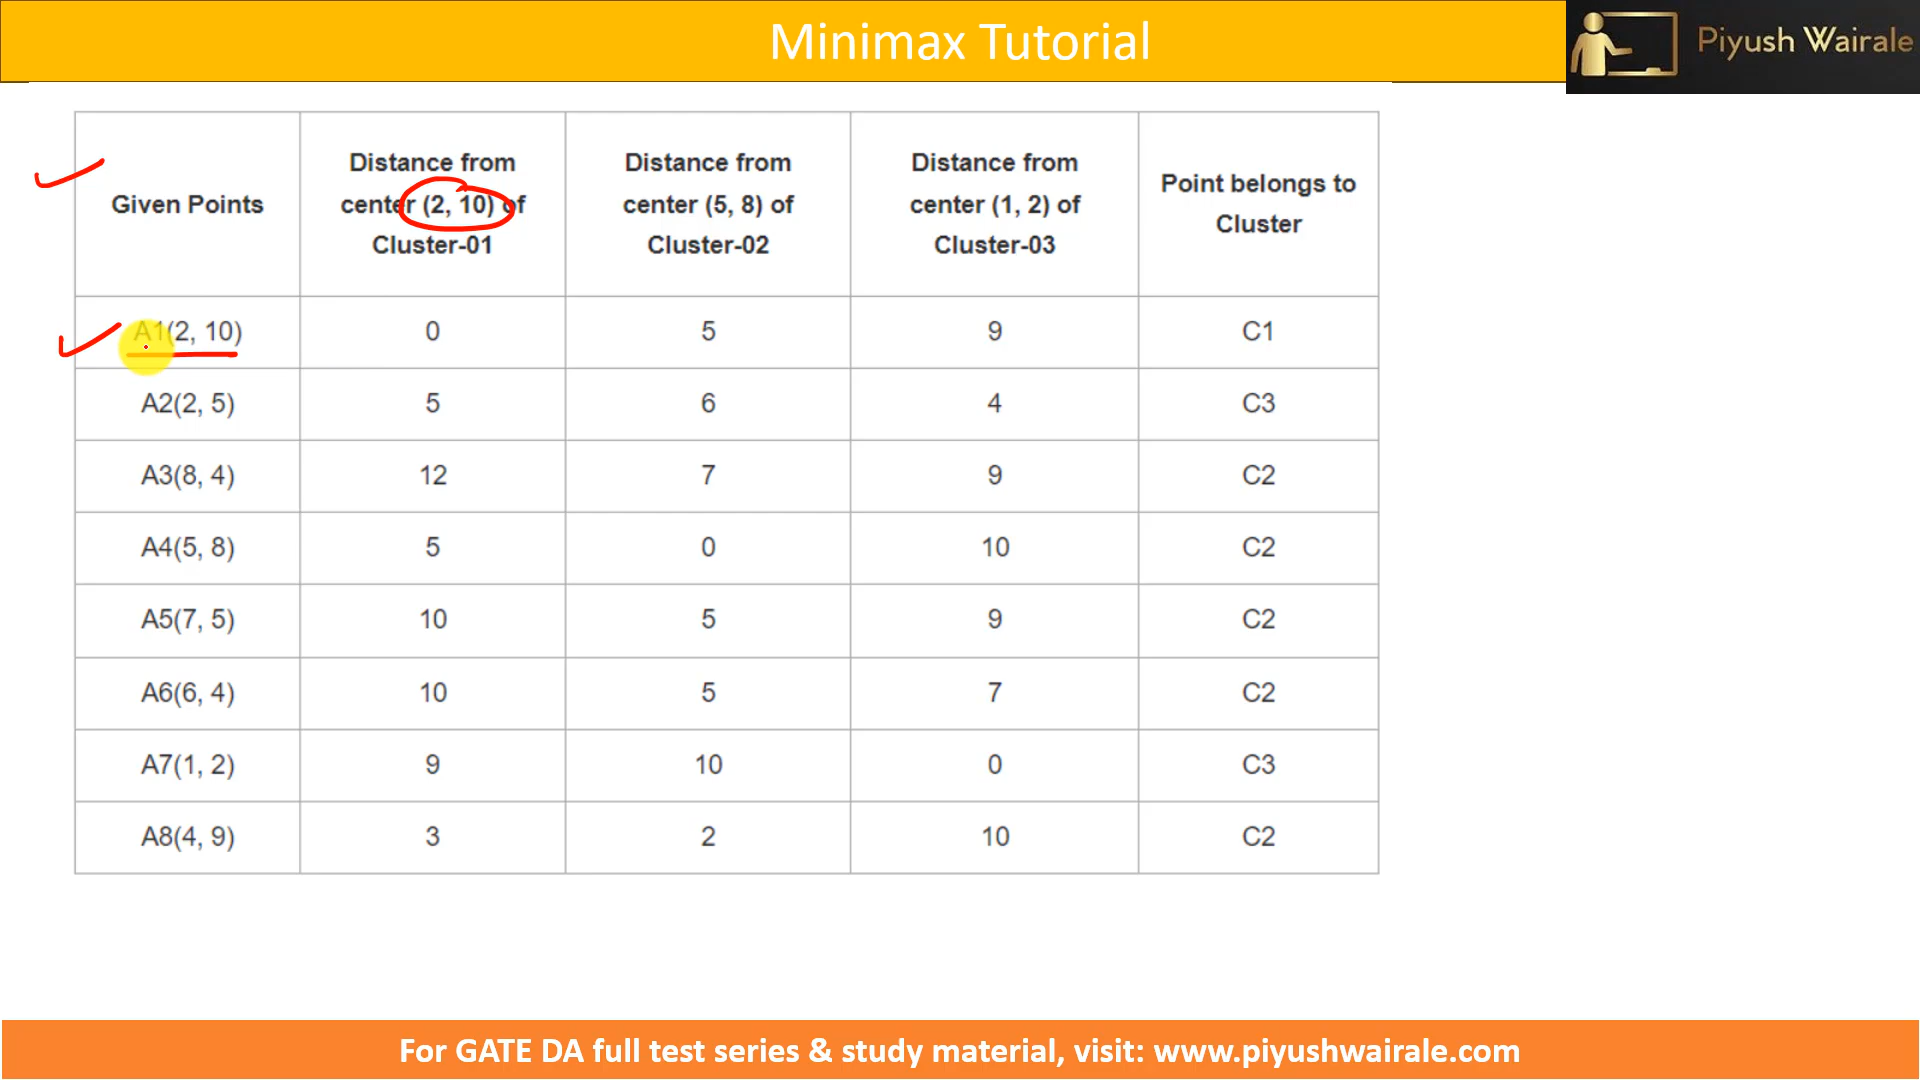 Minimax Tutorial
Piyush Wairale
Given Points
Distance from
center (2, 10) of
Cluster-01
Distance from
center (5, 8) of
Cluster-02
Distance from
center (1, 2) of
Cluster-03
Point belongs to
Cluster
A1(2, 10) 0 5 9 C1
A2(2, 5) 5 6 4 C3
A3(8, 4) 12 7 9 C2
A4(5, 8) 5 0 10 C2
A5(7, 5) 10 5 9 C2
A6(6, 4) 10 5 7 C2
A7(1, 2) 9 10 0 C3
A8(4, 9) 3 2 10 C2
For GATE DA full test series & study material, visit: www.piyushwairale.com